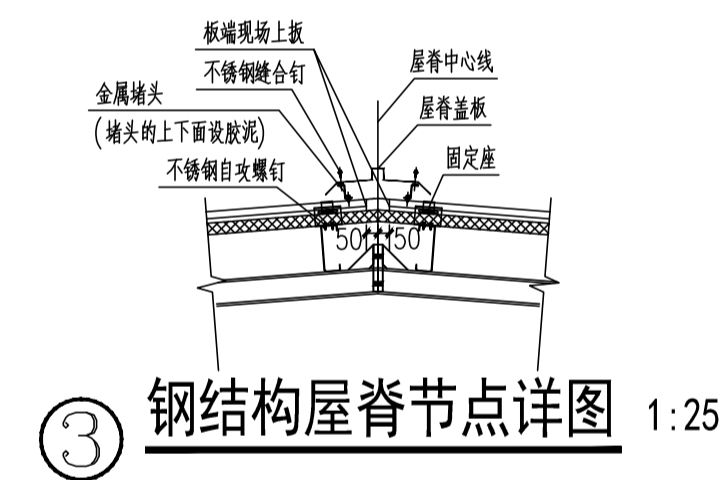 板端现场上扳
不锈钢缝合钉
金属堵头
(堵头的上下面设胶泥)
不锈钢自攻螺钉
屋脊中心线
屋脊盖板
固定座
50 50
3 钢结构屋脊节点详图 1:25